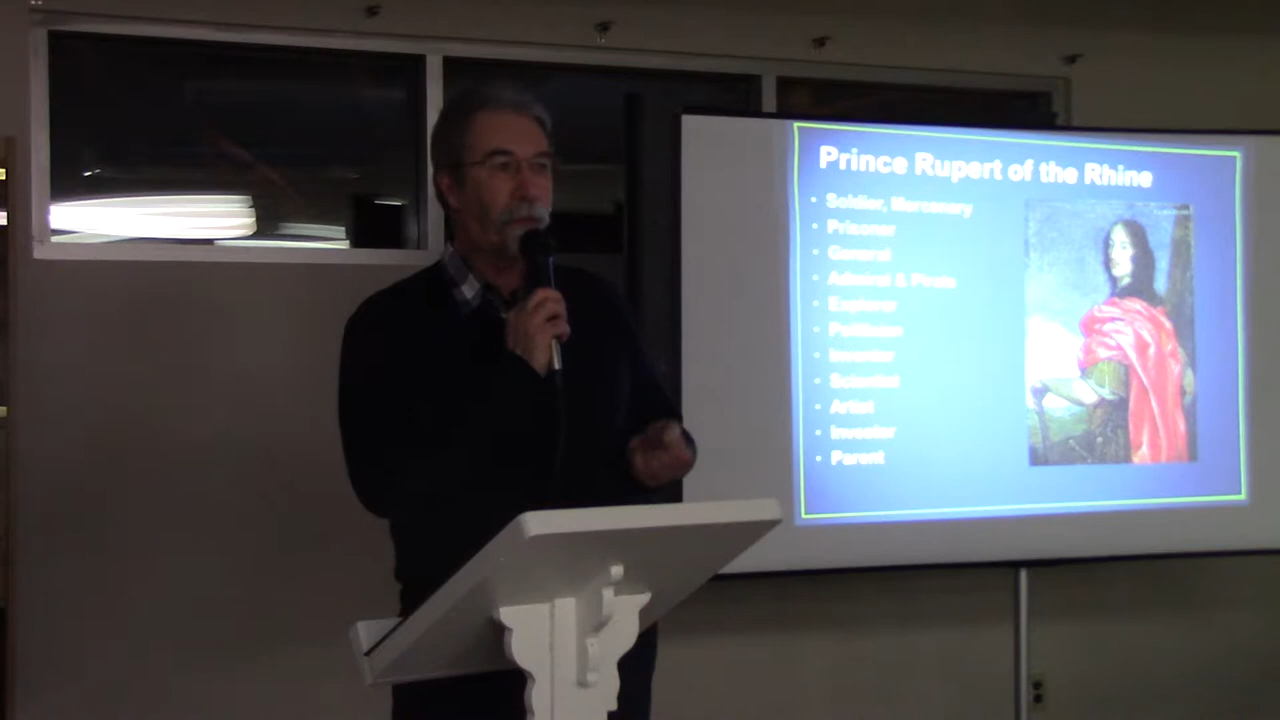 Prince Rupert of the Rhine
Soldier, Mercenary
Prisoner
General
Admiral & Pirate
Explorer
Politician
Inventor
Scientist
Artist
Investor
Parent